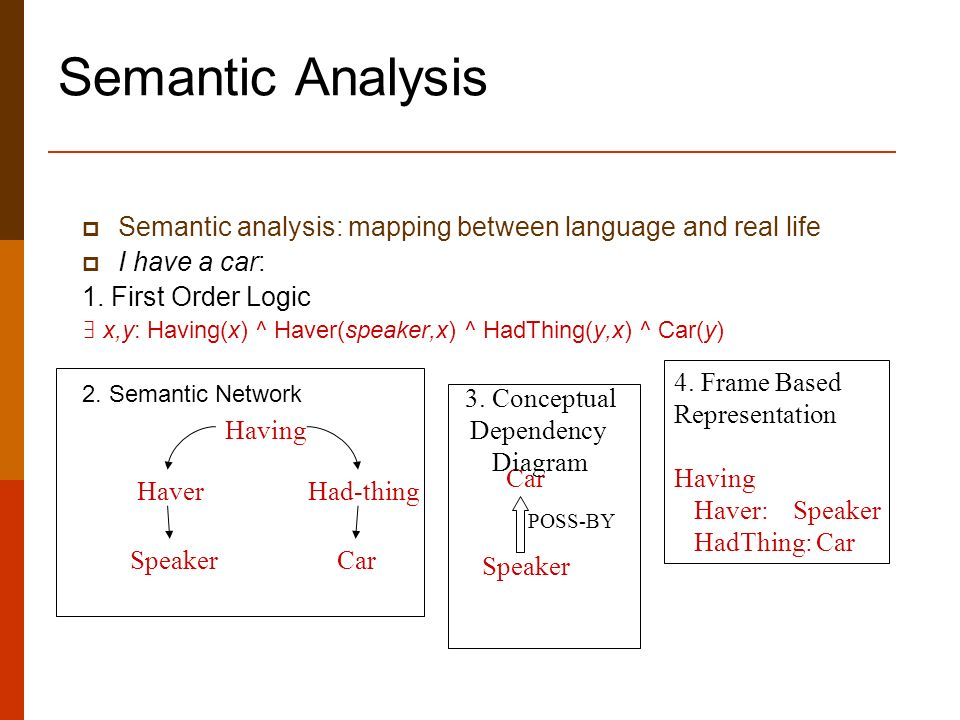 Semantic Analysis
Semantic analysis: mapping between language and real life
I have a car:
1. First Order Logic
∃ x,y: Having(x) ^ Haver(speaker,x) ^ HadThing(y,x) ^ Car(y)
2. Semantic Network
Having
Haver Had-thing
Speaker Car
3. Conceptual
Dependency
Diagram
Car
POSS-BY
Speaker
4. Frame Based
Representation
Having
Haver: Speaker
HadThing: Car